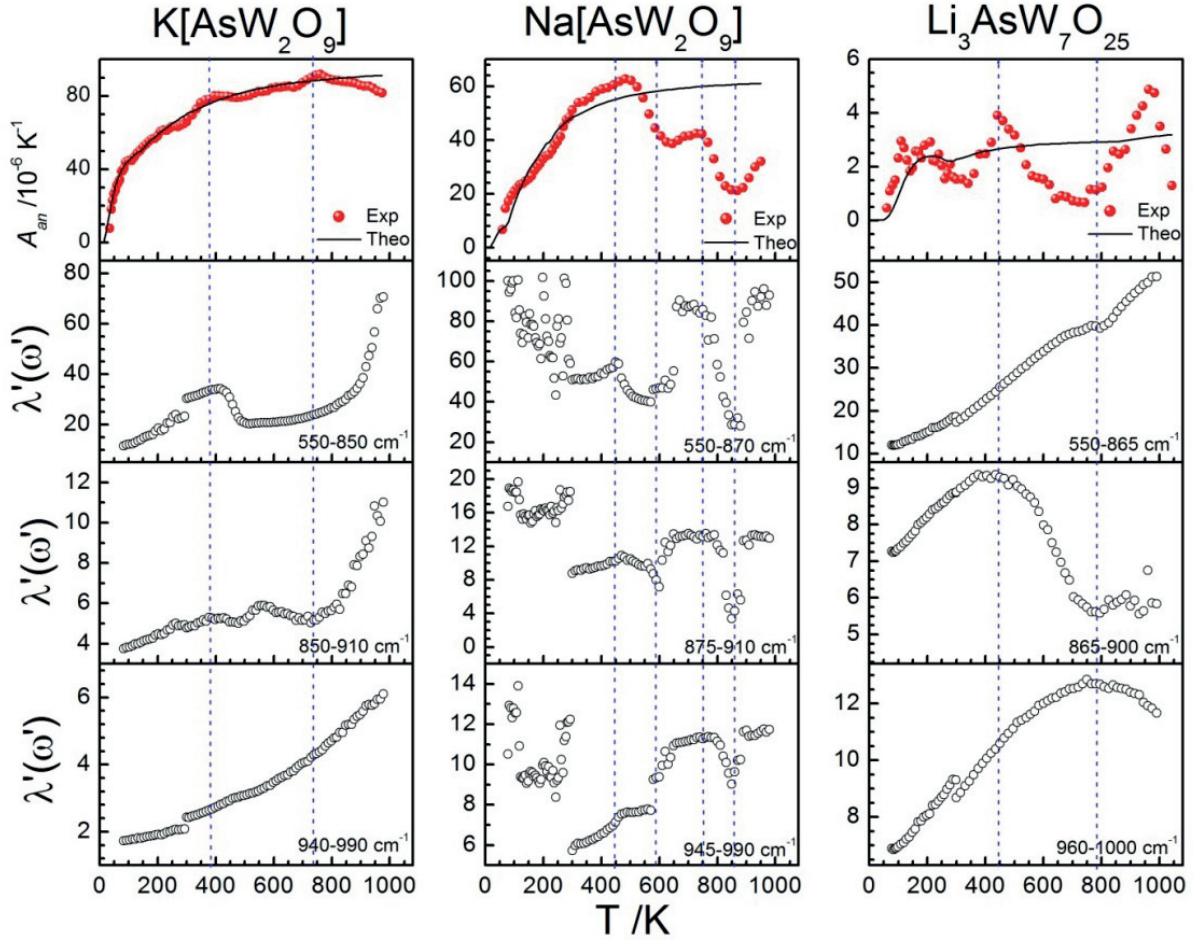 K[AsW₂O₉] Na[AsW₂O₉] Li₃AsW₇O₂₅
Aₐₙ /10⁻⁶ K⁻¹
80
40
0
Exp
Theo
60
40
20
0
Exp
Theo
6
4
2
0
Exp
Theo
λ'(ω')
80
60
40
20
550-850 cm⁻¹
100
80
60
40
20
550-870 cm⁻¹
50
40
30
20
10
550-865 cm⁻¹
λ'(ω')
12
10
8
6
4
850-910 cm⁻¹
20
16
12
8
4
0
875-910 cm⁻¹
9
8
7
6
5
865-900 cm⁻¹
λ'(ω')
6
4
2
940-990 cm⁻¹
14
12
10
8
6
945-990 cm⁻¹
12
10
8
960-1000 cm⁻¹
0 200 400 600 800 1000 0 200 400 600 800 1000 0 200 400 600 800 1000
T /K